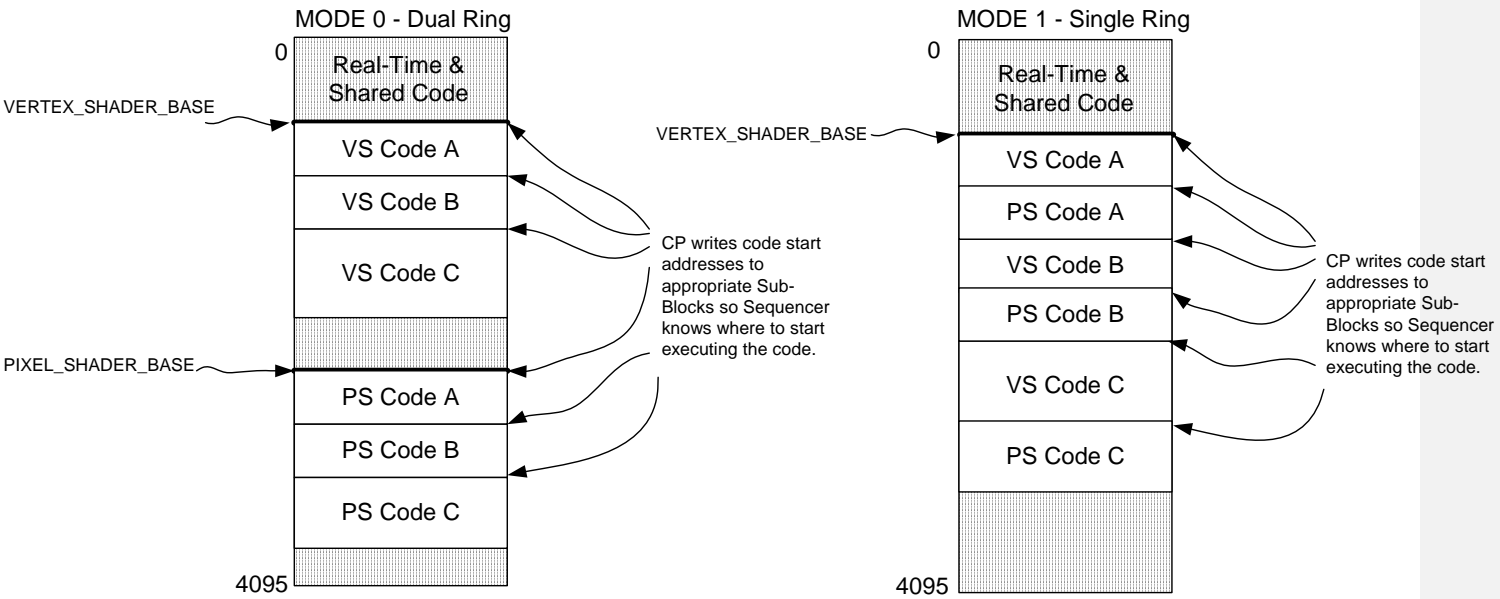 MODE 0 - Dual Ring
0
Real-Time &
Shared Code
VERTEX_SHADER_BASE
VS Code A
VS Code B
VS Code C
CP writes code start
addresses to
appropriate Sub-
Blocks so Sequencer
knows where to start
executing the code.
PIXEL_SHADER_BASE
PS Code A
PS Code B
PS Code C
4095
MODE 1 - Single Ring
0
Real-Time &
Shared Code
VERTEX_SHADER_BASE
VS Code A
PS Code A
VS Code B
PS Code B
VS Code C
PS Code C
CP writes code start
addresses to
appropriate Sub-
Blocks so Sequencer
knows where to start
executing the code.
4095